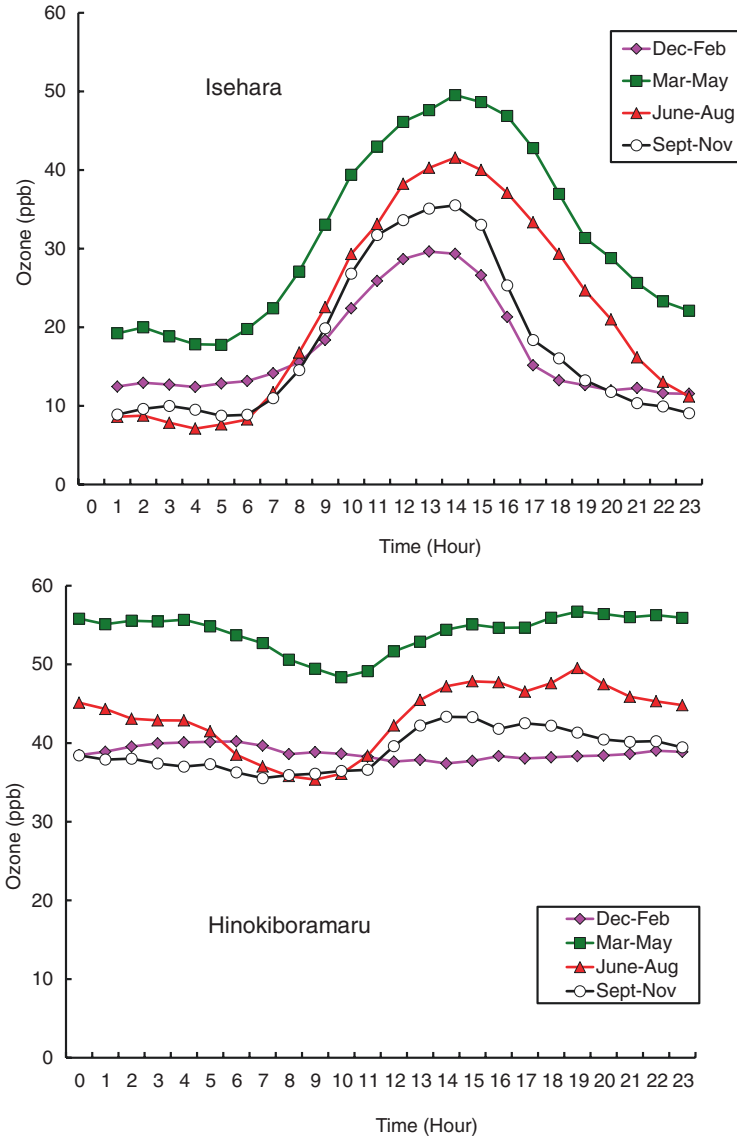 60
50
40
30
20
10
0
Ozone (ppb)
Isehara
Dec-Feb
Mar-May
June-Aug
Sept-Nov
0 1 2 3 4 5 6 7 8 9 10 11 12 13 14 15 16 17 18 19 20 21 22 23
Time (Hour)
60
50
40
30
20
10
0
Ozone (ppb)
Hinokiboramaru
Dec-Feb
Mar-May
June-Aug
Sept-Nov
0 1 2 3 4 5 6 7 8 9 10 11 12 13 14 15 16 17 18 19 20 21 22 23
Time (Hour)